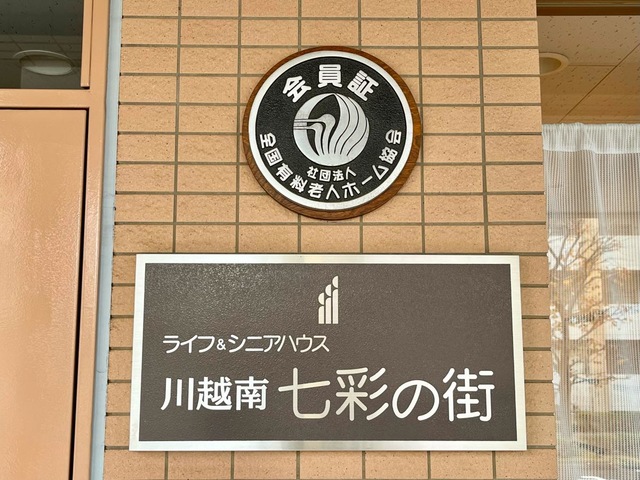 会員証
社団法人
全国有料老人ホーム協会
ライフ&シニアハウス
川越南 七彩の街